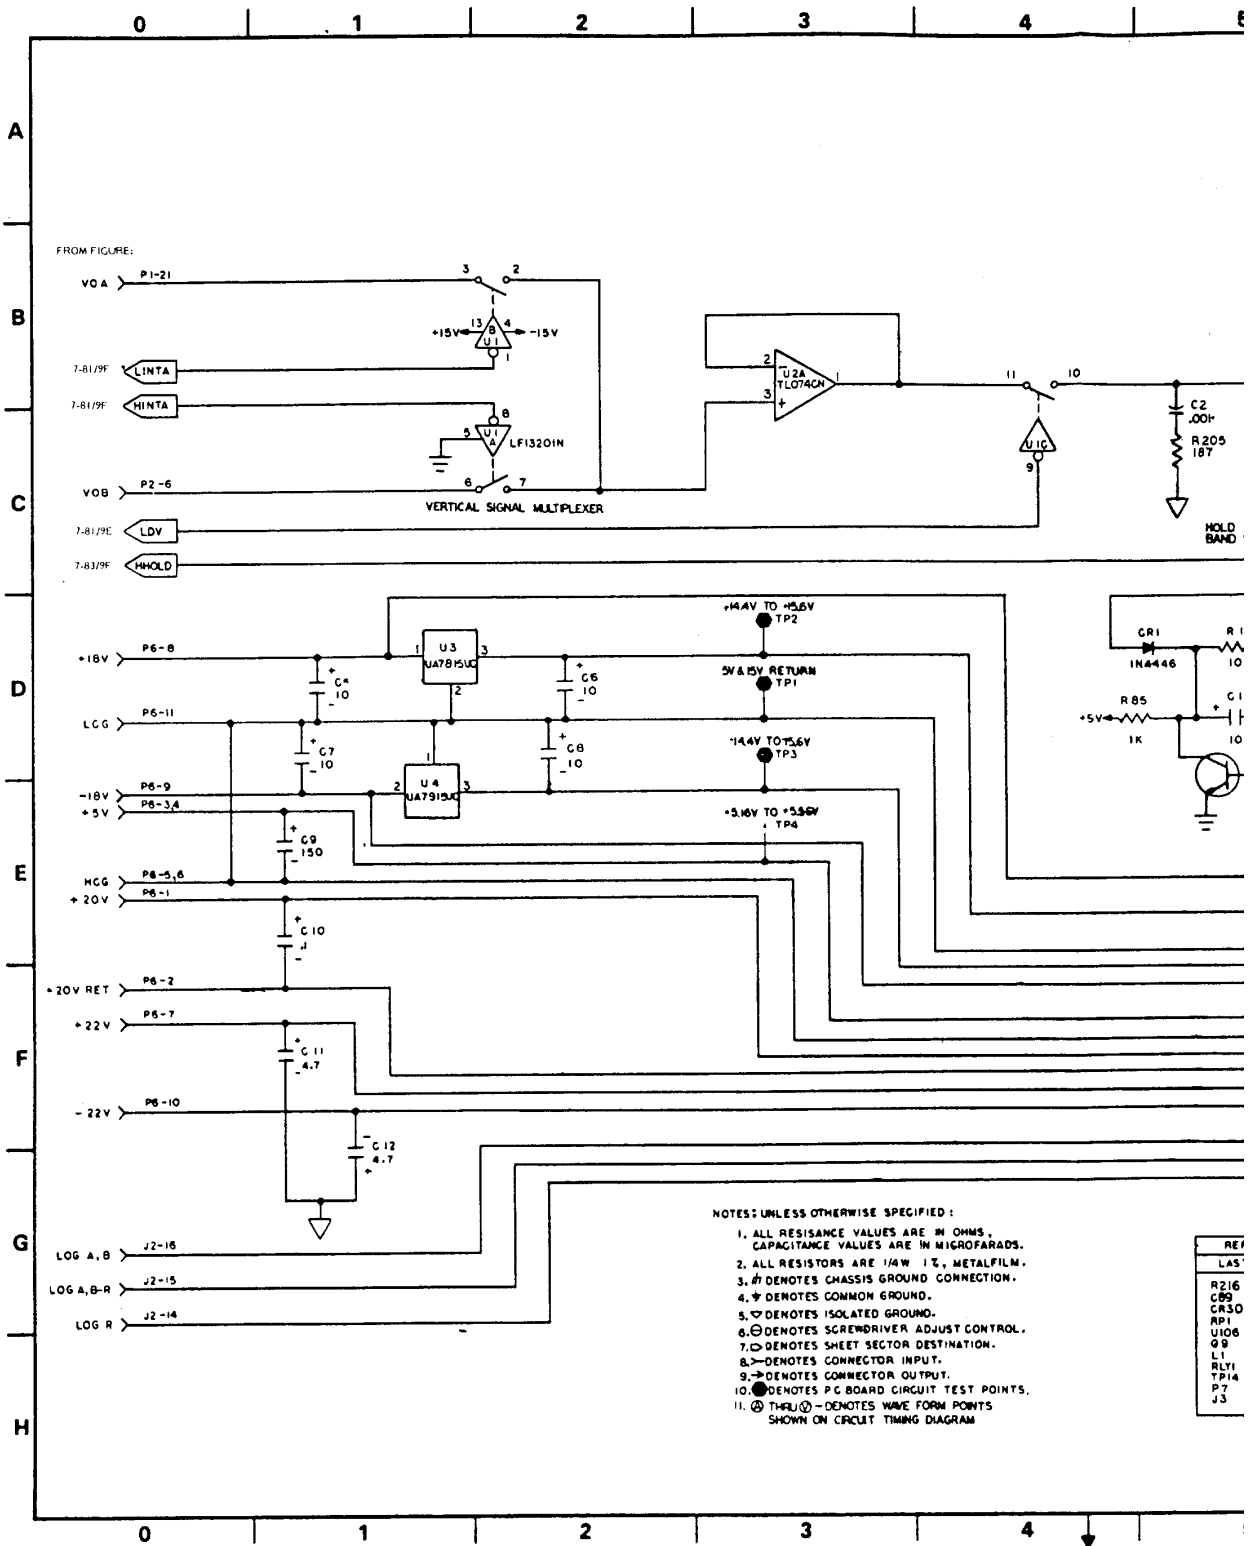 0 1 2 3 4 5
A
FROM FIGURE:
VOA P1-21 3 2
B
+15V 13 B 4 -15V
U1
1
7-81/9F LINTA
7-81/9F HINTA
8
5 U1 A LF13201N
VOB P2-6 6 7
VERTICAL SIGNAL MULTIPLEXER
2 U2A 1
TL074CN
3 +
11 10
U1C
9
C2
.001
R205
187
C
7-81/9E LDV
7-83/9F HHOLD
HOLD
BAND
+14.4V TO +15.6V
TP2
+18V P6-8 1 U3 3
UA7815UC
2
+ C4
- 10
+ C6
- 10
5V & 15V RETURN
TP1
CR1
1N4446
R1
10
D
LCG P6-11
+5V R85
1K
+ C1
10
+ C7
- 10
1
+ C8
- 10
-14.4V TO -15.6V
TP3
-18V P6-9 2 U4 3
UA7915UC
+5V P6-3,4
+5.16V TO +5.56V
TP4
+ C9
- 150
E
HCG P6-5,6
+20V P6-1
+ C10
- .1
+20V RET P6-2
+22V P6-7
F
+ C11
- 4.7
-22V P6-10
- C12
+ 4.7
G
LOG A,B J2-16
LOG A,B-R J2-15
LOG R J2-14
NOTES: UNLESS OTHERWISE SPECIFIED:
1. ALL RESISANCE VALUES ARE IN OHMS,
CAPACITANCE VALUES ARE IN MICROFARADS.
2. ALL RESISTORS ARE 1/4W 1%, METALFILM.
3. DENOTES CHASSIS GROUND CONNECTION.
4. DENOTES COMMON GROUND.
5. DENOTES ISOLATED GROUND.
6. DENOTES SCREWDRIVER ADJUST CONTROL.
7. DENOTES SHEET SECTOR DESTINATION.
8. DENOTES CONNECTOR INPUT.
9. DENOTES CONNECTOR OUTPUT.
10. DENOTES PC BOARD CIRCUIT TEST POINTS.
11. Ⓐ THRU Ⓥ - DENOTES WAVE FORM POINTS
SHOWN ON CIRCUIT TIMING DIAGRAM
REF
LAST
R216
C89
CR30
RP1
U106
Q9
L1
RLY1
TP14
P7
J3
H
0 1 2 3 4